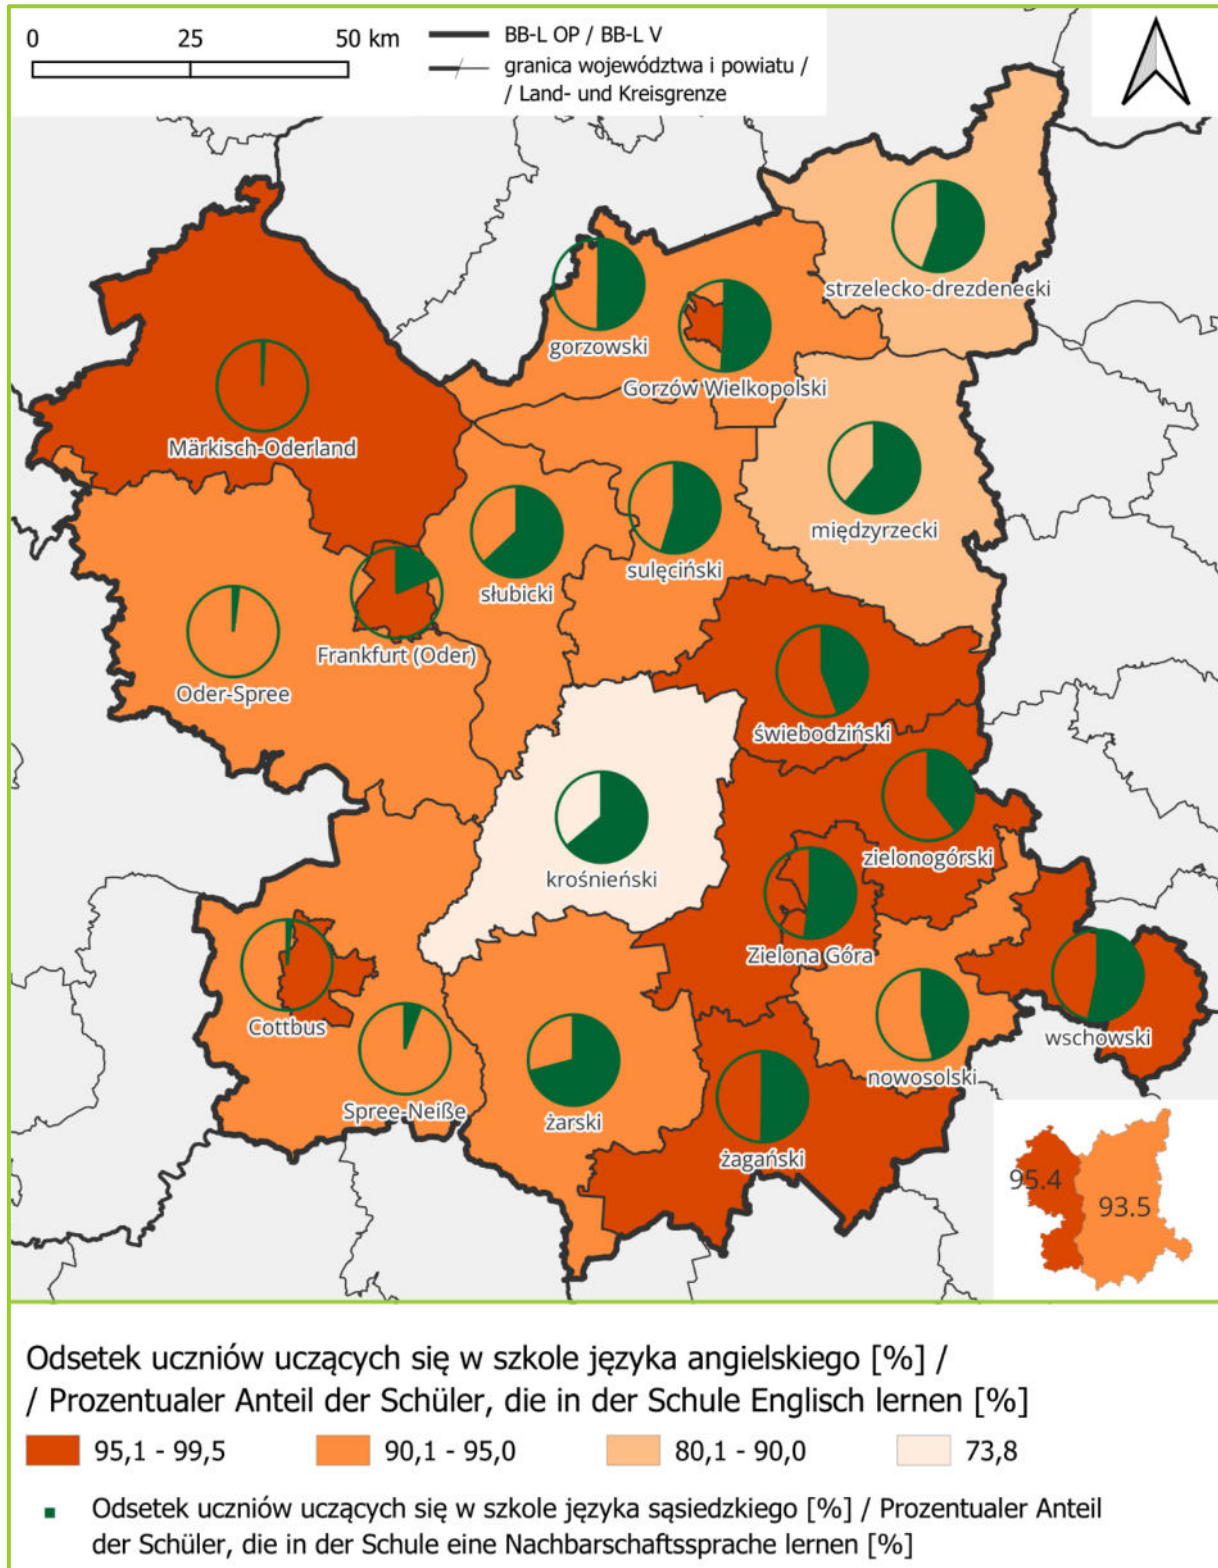 0 25 50 km
BB-L OP / BB-L V
granica województwa i powiatu /
/ Land- und Kreisgrenze
strzelecko-drezdenecki
gorzowski
Gorzów Wielkopolski
Märkisch-Oderland
międzyrzecki
sulęciński
słubicki
Frankfurt (Oder)
Oder-Spree
świebodziński
zielonogórski
krośnieński
Zielona Góra
Cottbus
wschowski
nowosolski
Spree-Neiße
żarski
żagański
95.4
93.5
Odsetek uczniów uczących się w szkole języka angielskiego [%] /
/ Prozentualer Anteil der Schüler, die in der Schule Englisch lernen [%]
95,1 - 99,5 90,1 - 95,0 80,1 - 90,0 73,8
Odsetek uczniów uczących się w szkole języka sąsiedzkiego [%] / Prozentualer Anteil
der Schüler, die in der Schule eine Nachbarschaftssprache lernen [%]